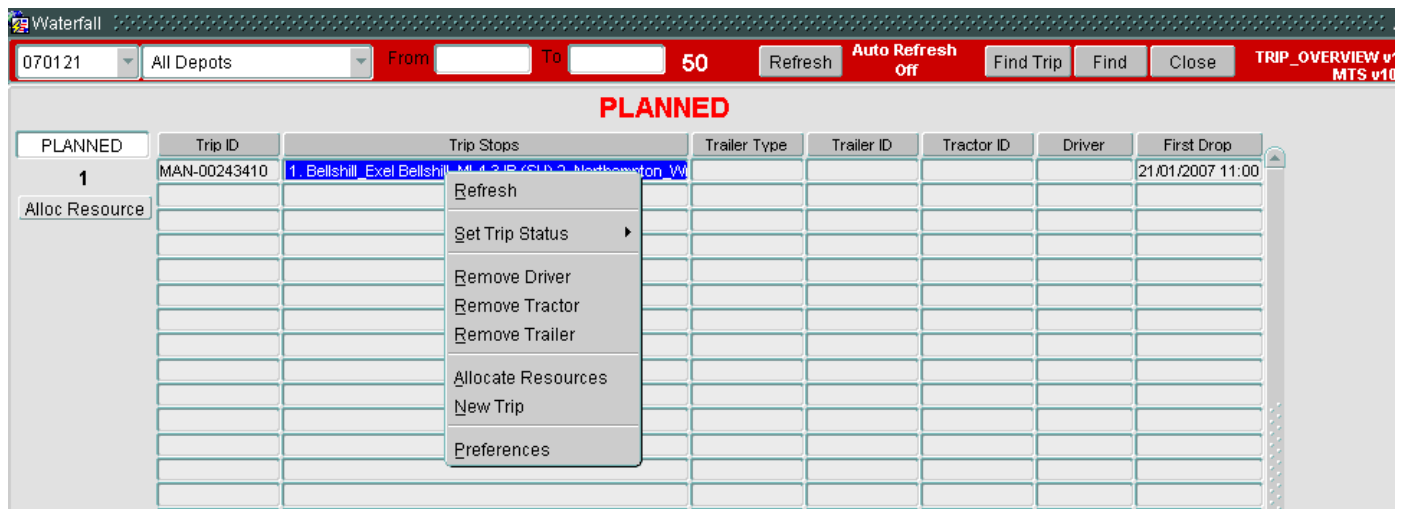 Waterfall
070121 All Depots From To 50 Refresh Auto Refresh Off Find Trip Find Close TRIP_OVERVIEW
MTS
PLANNED
PLANNED Trip ID Trip Stops Trailer Type Trailer ID Tractor ID Driver First Drop
1 MAN-00243410 1. Bellshill_Exel Bellshill 21/01/2007 11:00
Alloc Resource
Refresh
Set Trip Status
Remove Driver
Remove Tractor
Remove Trailer
Allocate Resources
New Trip
Preferences